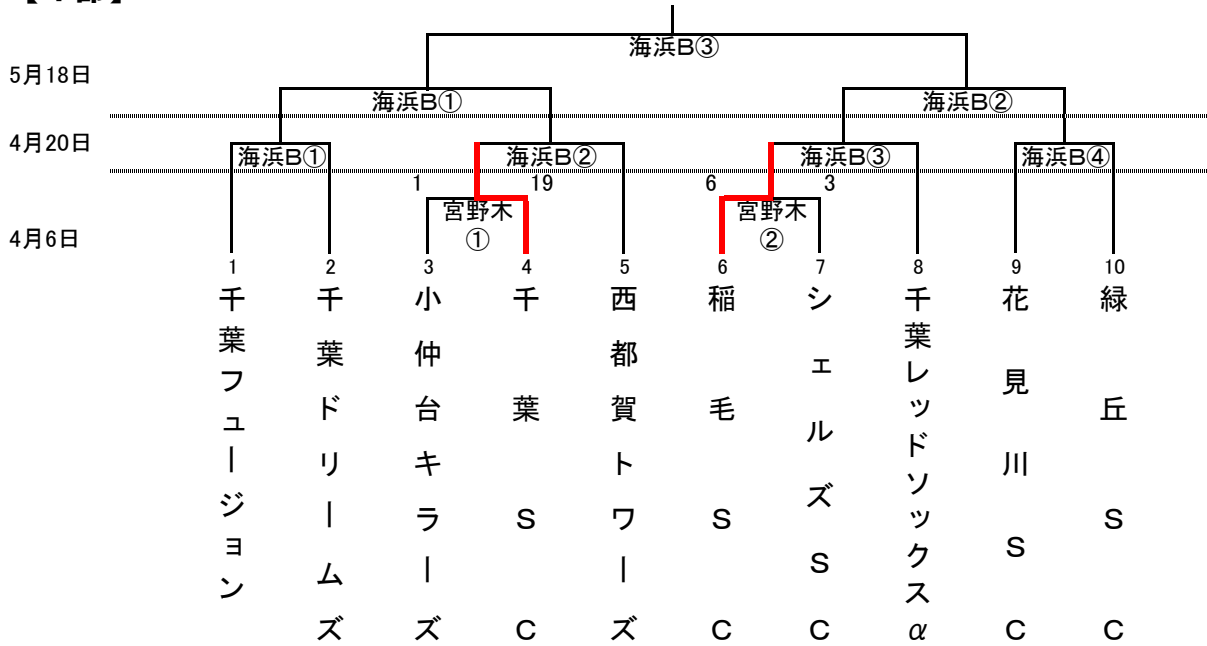 海浜B③
5月18日
海浜B① 海浜B②
4月20日
海浜B① 海浜B② 海浜B③ 海浜B④
1 19 6 3
宮野木① 宮野木②
4月6日
1 2 3 4 5 6 7 8 9 10
千葉フュージョン
千葉ドリームズ
小仲台キラーズ
千葉SC
西都賀トワーズ
稲毛SC
シェルズSC
千葉レッドソックスα
花見川SC
緑丘SC